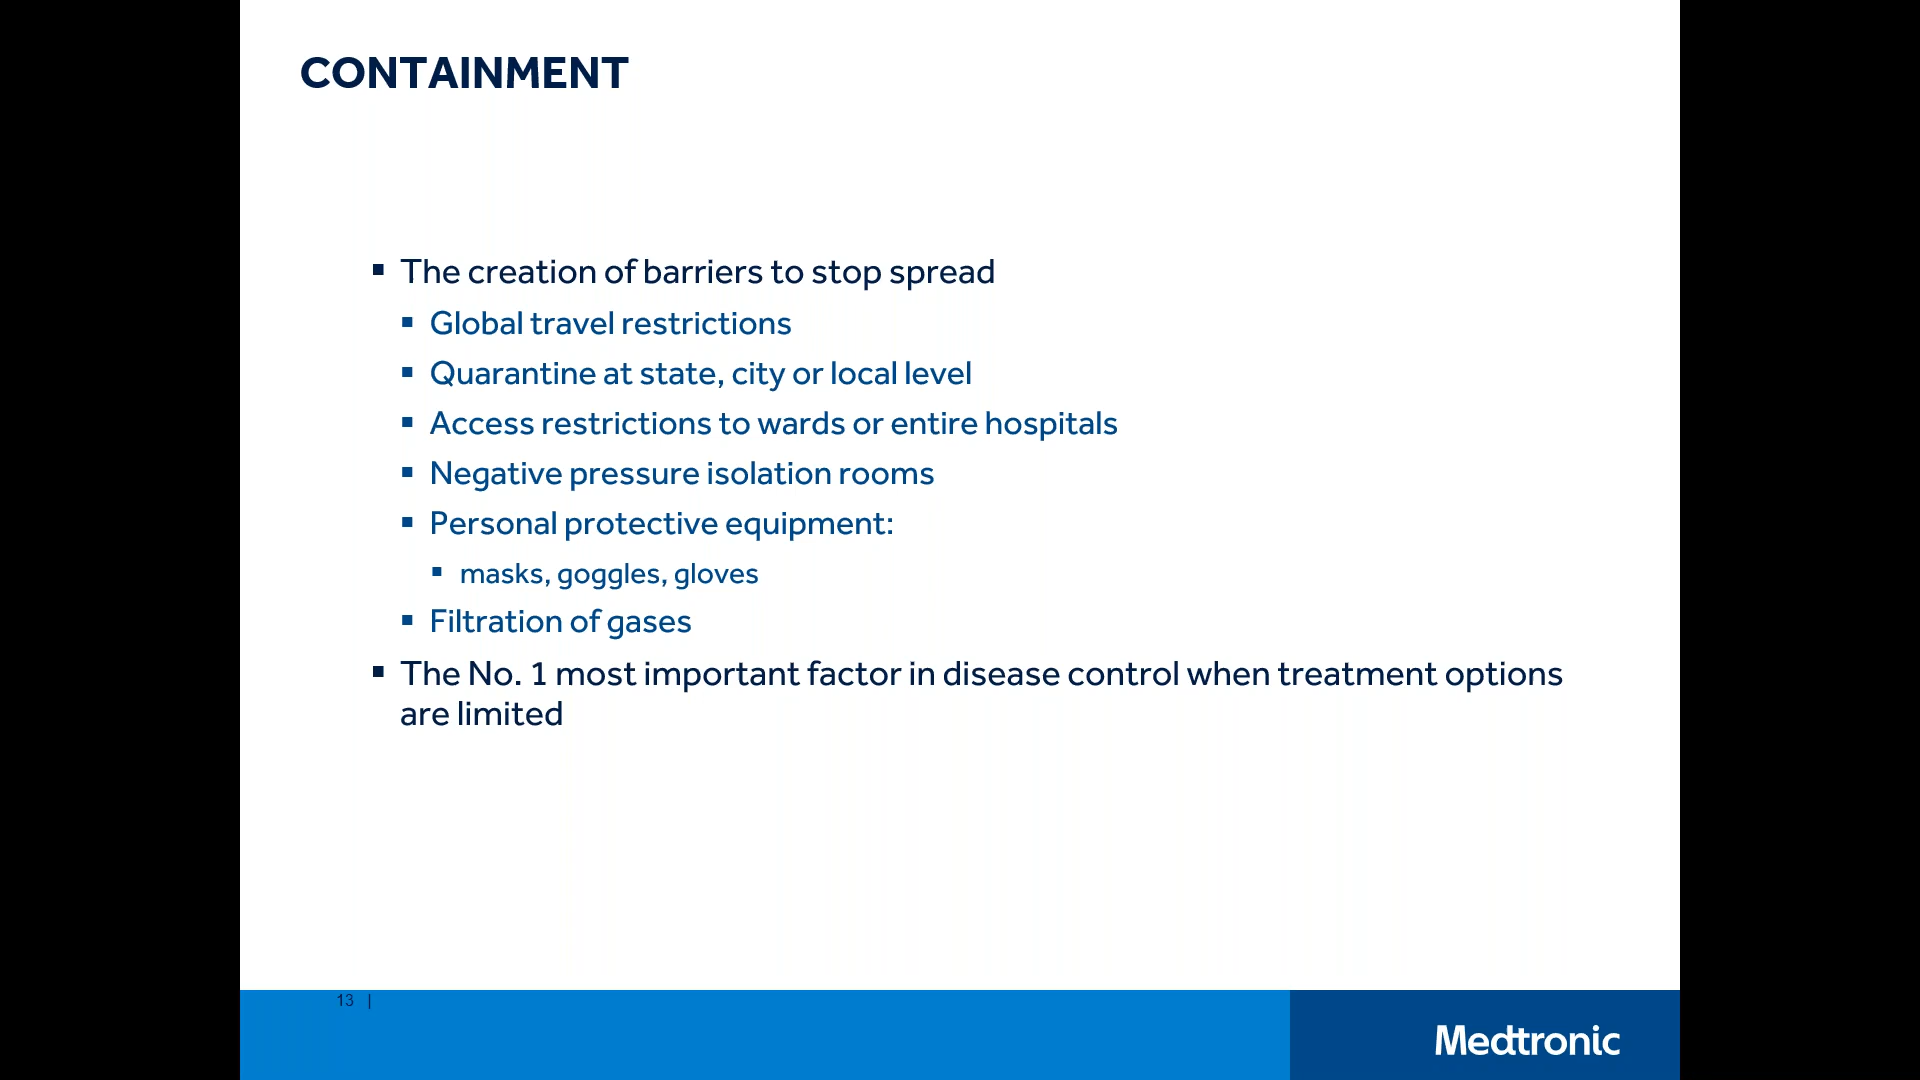 CONTAINMENT
▪ The creation of barriers to stop spread
▪ Global travel restrictions
▪ Quarantine at state, city or local level
▪ Access restrictions to wards or entire hospitals
▪ Negative pressure isolation rooms
▪ Personal protective equipment:
▪ masks, goggles, gloves
▪ Filtration of gases
▪ The No. 1 most important factor in disease control when treatment options
are limited
13 |
Medtronic